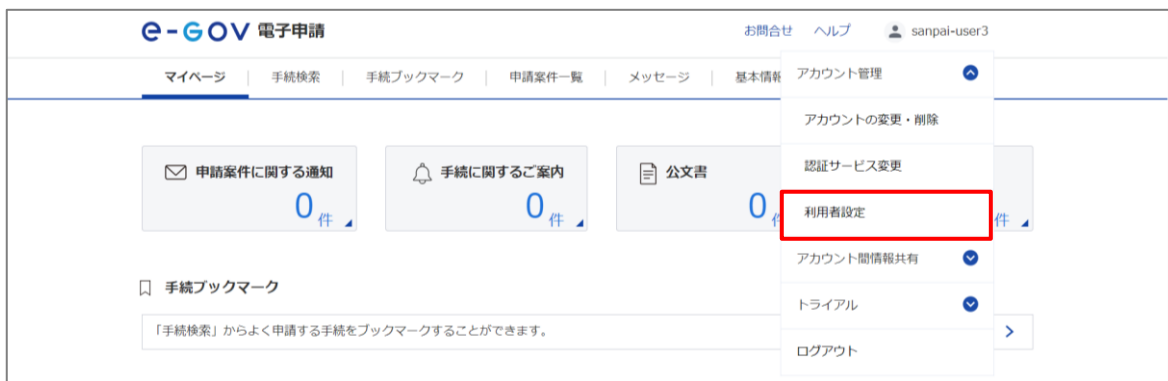 e-GOV 電子申請
お問合せ ヘルプ sanpai-user3
マイページ 手続検索 手続ブックマーク 申請案件一覧 メッセージ 基本情報
アカウント管理
アカウントの変更・削除
認証サービス変更
利用者設定
アカウント間情報共有
トライアル
ログアウト
申請案件に関する通知
0件
手続に関するご案内
0件
公文書
0件
件
手続ブックマーク
「手続検索」からよく申請する手続をブックマークすることができます。